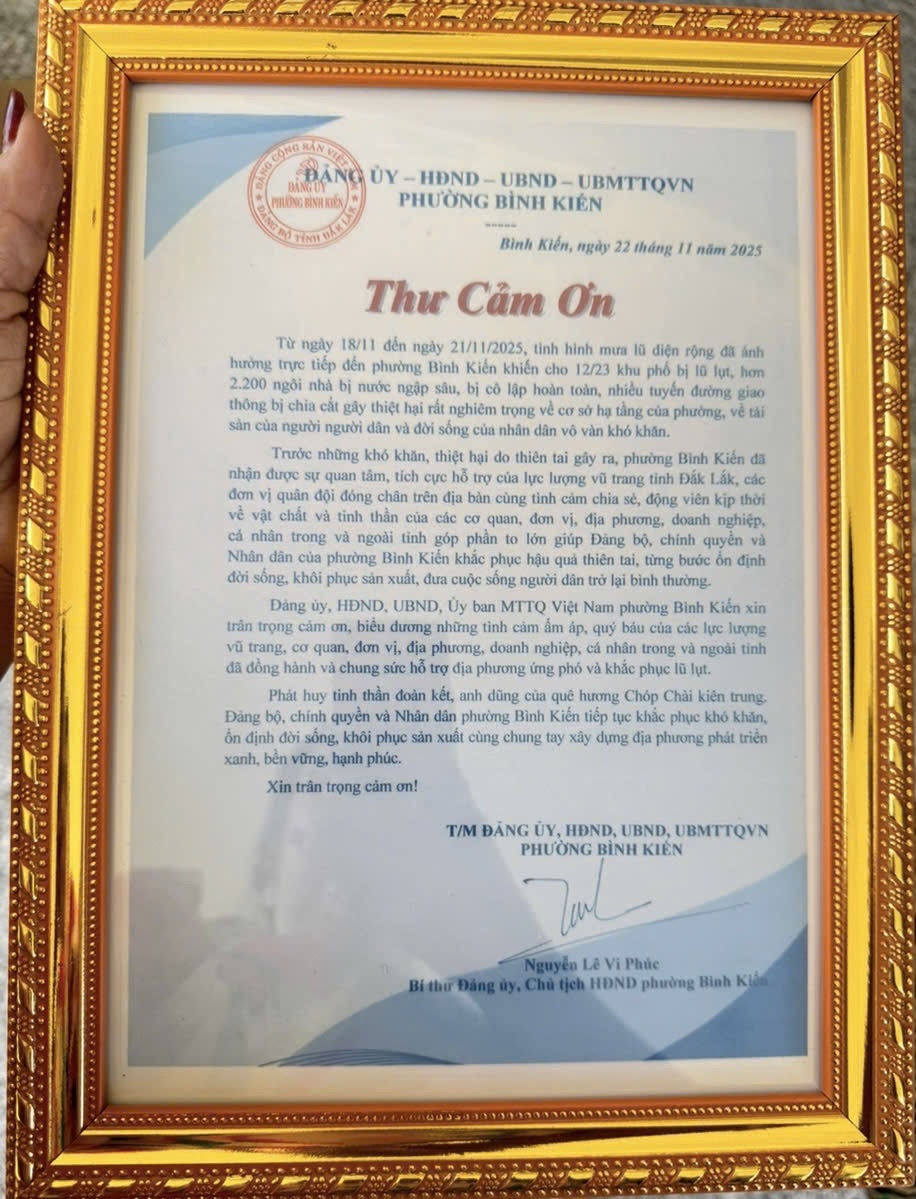 ĐẢNG CỘNG SẢN VIỆT NAM
ĐẢNG ỦY
PHƯỜNG BÌNH KIẾN
ĐẢNG BỘ TỈNH ĐẮK LẮK
ĐẢNG ỦY – HĐND – UBND – UBMTTQVN
PHƯỜNG BÌNH KIẾN
-----
Bình Kiến, ngày 22 tháng 11 năm 2025
Thư Cảm Ơn
Từ ngày 18/11 đến ngày 21/11/2025, tình hình mưa lũ diện rộng đã ảnh
hưởng trực tiếp đến phường Bình Kiến khiến cho 12/23 khu phố bị lũ lụt, hơn
2.200 ngôi nhà bị nước ngập sâu, bị cô lập hoàn toàn, nhiều tuyến đường giao
thông bị chia cắt gây thiệt hại rất nghiêm trọng về cơ sở hạ tầng của phường, về tài
sản của người người dân và đời sống của nhân dân vô vàn khó khăn.
Trước những khó khăn, thiệt hại do thiên tai gây ra, phường Bình Kiến đã
nhận được sự quan tâm, tích cực hỗ trợ của lực lượng vũ trang tỉnh Đắk Lắk, các
đơn vị quân đội đóng chân trên địa bàn cùng tình cảm chia sẻ, động viên kịp thời
về vật chất và tinh thần của các cơ quan, đơn vị, địa phương, doanh nghiệp,
cá nhân trong và ngoài tỉnh góp phần to lớn giúp Đảng bộ, chính quyền và
Nhân dân của phường Bình Kiến khắc phục hậu quả thiên tai, từng bước ổn định
đời sống, khôi phục sản xuất, đưa cuộc sống người dân trở lại bình thường.
Đảng ủy, HĐND, UBND, Ủy ban MTTQ Việt Nam phường Bình Kiến xin
trân trọng cảm ơn, biểu dương những tình cảm ấm áp, quý báu của các lực lượng
vũ trang, cơ quan, đơn vị, địa phương, doanh nghiệp, cá nhân trong và ngoài tỉnh
đã đồng hành và chung sức hỗ trợ địa phương ứng phó và khắc phục lũ lụt.
Phát huy tinh thần đoàn kết, anh dũng của quê hương Chóp Chài kiên trung.
Đảng bộ, chính quyền và Nhân dân phường Bình Kiến tiếp tục khắc phục khó khăn,
ổn định đời sống, khôi phục sản xuất cùng chung tay xây dựng địa phương phát triển
xanh, bền vững, hạnh phúc.
Xin trân trọng cảm ơn!
T/M ĐẢNG ỦY, HĐND, UBND, UBMTTQVN
PHƯỜNG BÌNH KIẾN
Nguyễn Lê Vi Phúc
Bí thư Đảng ủy, Chủ tịch HĐND phường Bình Kiến